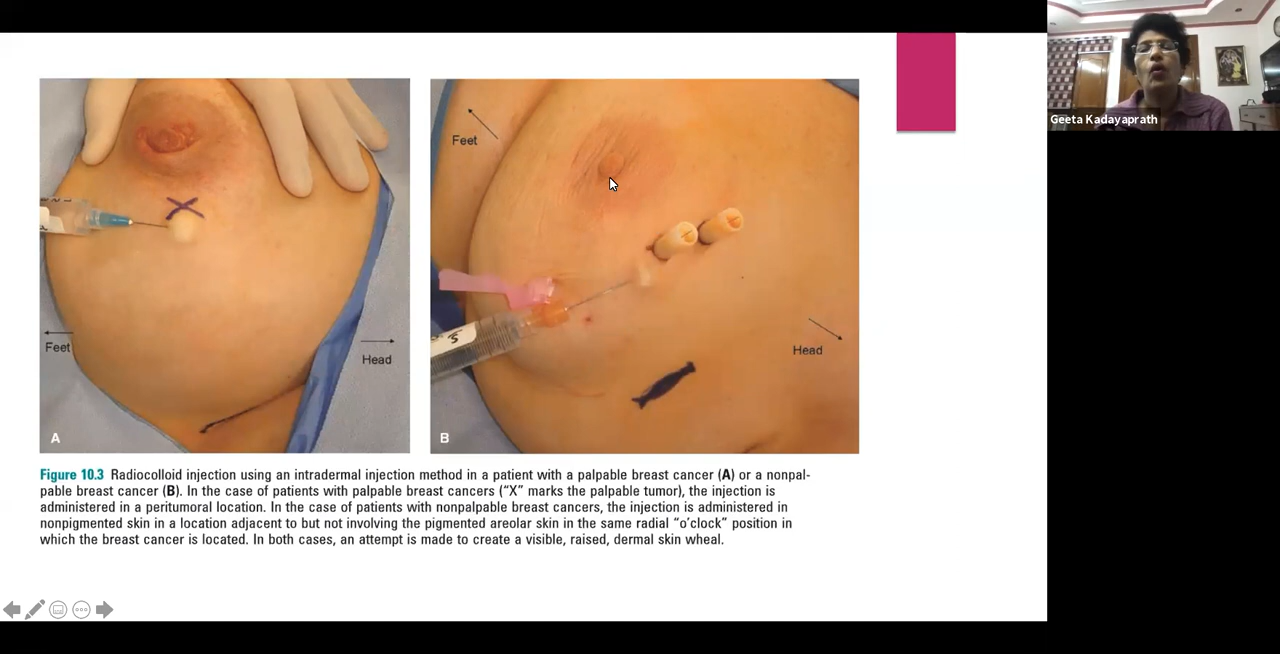 Geeta Kadayaprath
Feet
Head
A
Feet
Head
B
Figure 10.3 Radiocolloid injection using an intradermal injection method in a patient with a palpable breast cancer (A) or a nonpal-
pable breast cancer (B). In the case of patients with palpable breast cancers (“X” marks the palpable tumor), the injection is
administered in a peritumoral location. In the case of patients with nonpalpable breast cancers, the injection is administered in
nonpigmented skin in a location adjacent to but not involving the pigmented areolar skin in the same radial “o’clock” position in
which the breast cancer is located. In both cases, an attempt is made to create a visible, raised, dermal skin wheal.